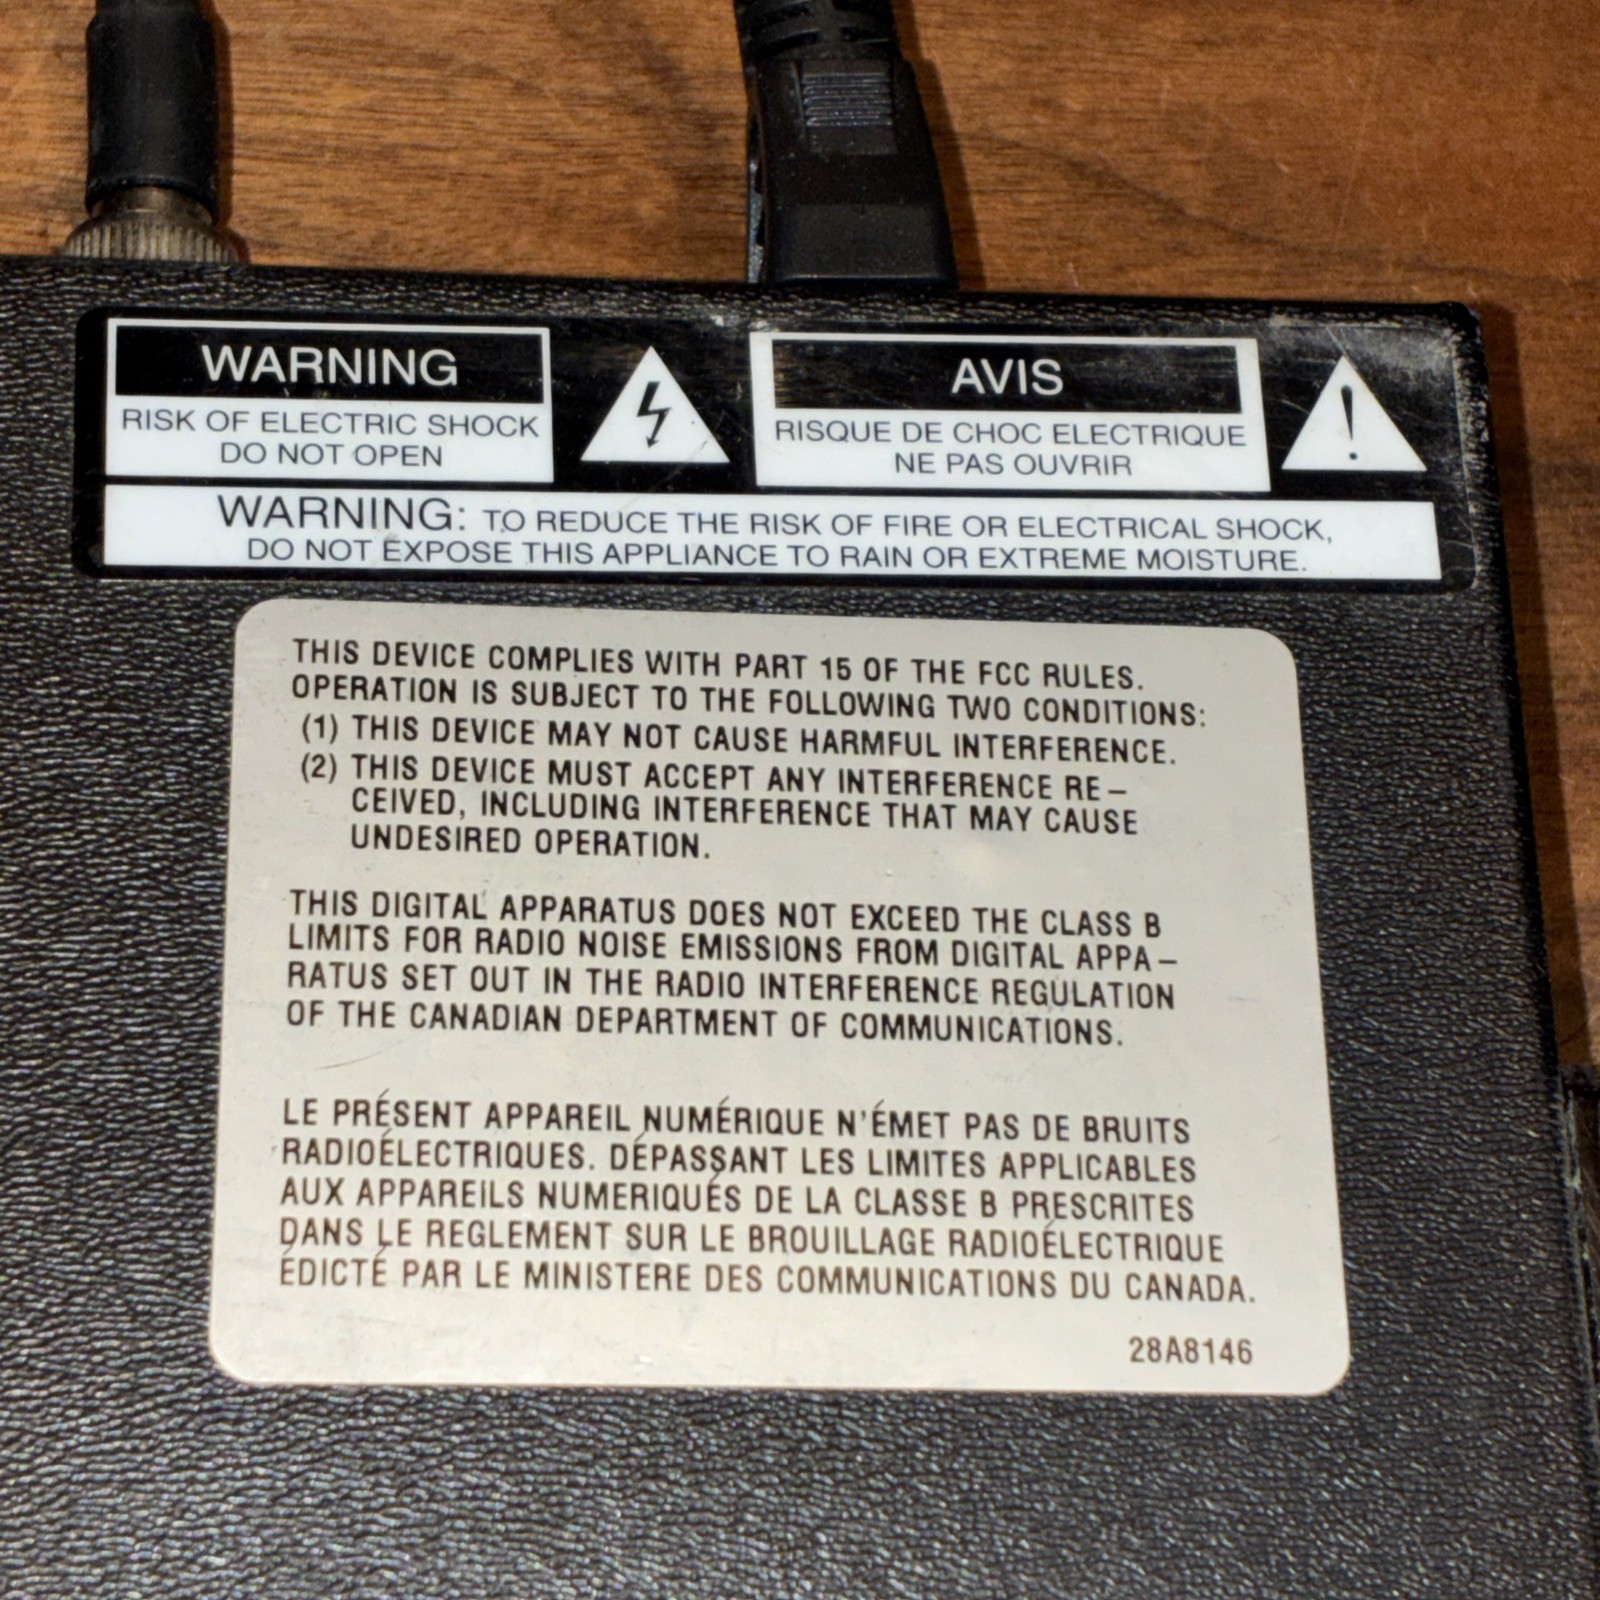 WARNING
RISK OF ELECTRIC SHOCK
DO NOT OPEN
AVIS
RISQUE DE CHOC ELECTRIQUE
NE PAS OUVRIR
WARNING: TO REDUCE THE RISK OF FIRE OR ELECTRICAL SHOCK,
DO NOT EXPOSE THIS APPLIANCE TO RAIN OR EXTREME MOISTURE.
THIS DEVICE COMPLIES WITH PART 15 OF THE FCC RULES.
OPERATION IS SUBJECT TO THE FOLLOWING TWO CONDITIONS:
(1) THIS DEVICE MAY NOT CAUSE HARMFUL INTERFERENCE.
(2) THIS DEVICE MUST ACCEPT ANY INTERFERENCE RE–
CEIVED, INCLUDING INTERFERENCE THAT MAY CAUSE
UNDESIRED OPERATION.
THIS DIGITAL APPARATUS DOES NOT EXCEED THE CLASS B
LIMITS FOR RADIO NOISE EMISSIONS FROM DIGITAL APPA–
RATUS SET OUT IN THE RADIO INTERFERENCE REGULATION
OF THE CANADIAN DEPARTMENT OF COMMUNICATIONS.
LE PRÉSENT APPAREIL NUMÉRIQUE N'ÉMET PAS DE BRUITS
RADIOÉLECTRIQUES. DÉPASSANT LES LIMITES APPLICABLES
AUX APPAREILS NUMERIQUÉS DE LA CLASSE B PRESCRITES
DANS LE REGLEMENT SUR LE BROUILLAGE RADIOÉLECTRIQUE
ÉDICTÉ PAR LE MINISTERE DES COMMUNICATIONS DU CANADA.
28A8146